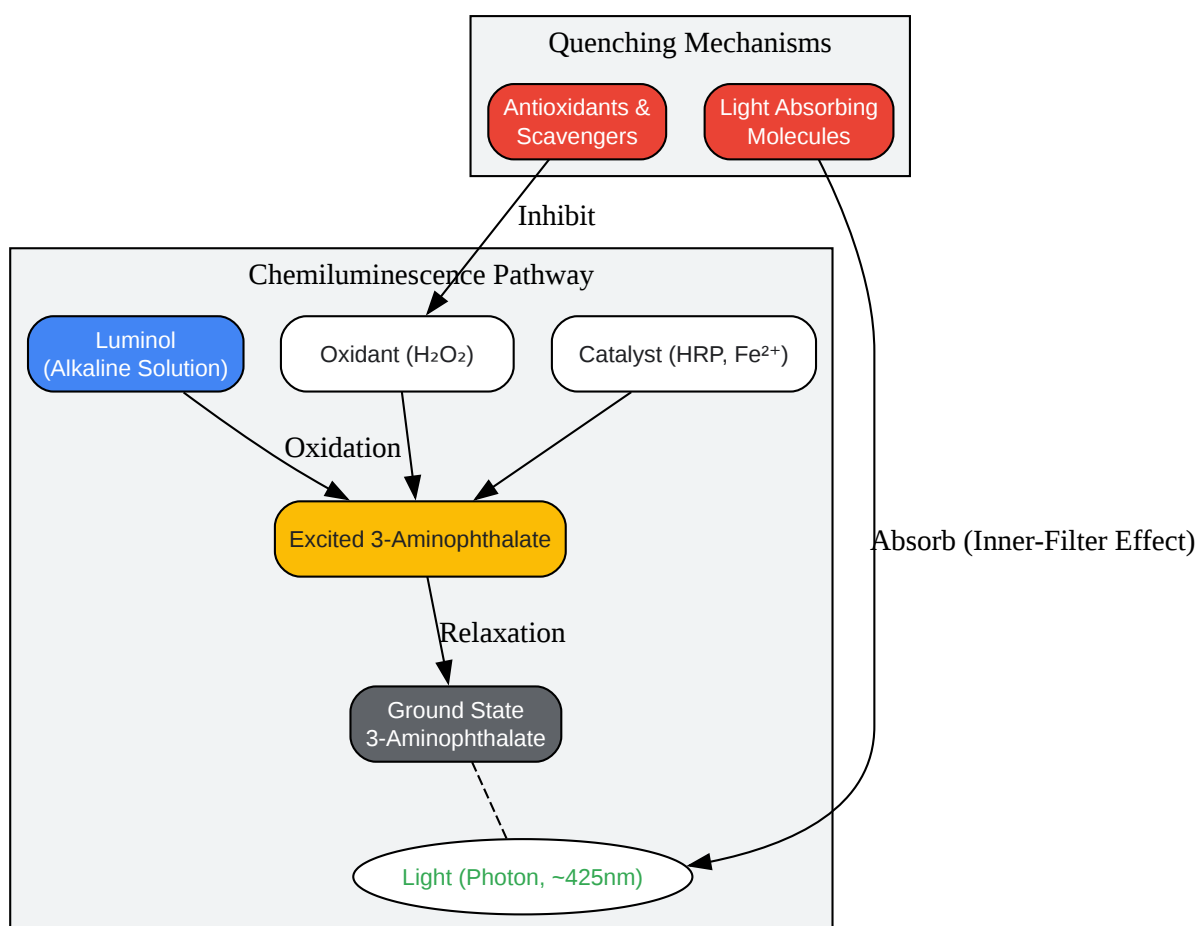 Quenching Mechanisms
Antioxidants &
Scavengers
Light Absorbing
Molecules
Inhibit
Chemiluminescence Pathway
Luminol
(Alkaline Solution)
Oxidant (H₂O₂)
Catalyst (HRP, Fe²⁺)
Oxidation
Excited 3-Aminophthalate
Absorb (Inner-Filter Effect)
Relaxation
Ground State
3-Aminophthalate
Light (Photon, ~425nm)